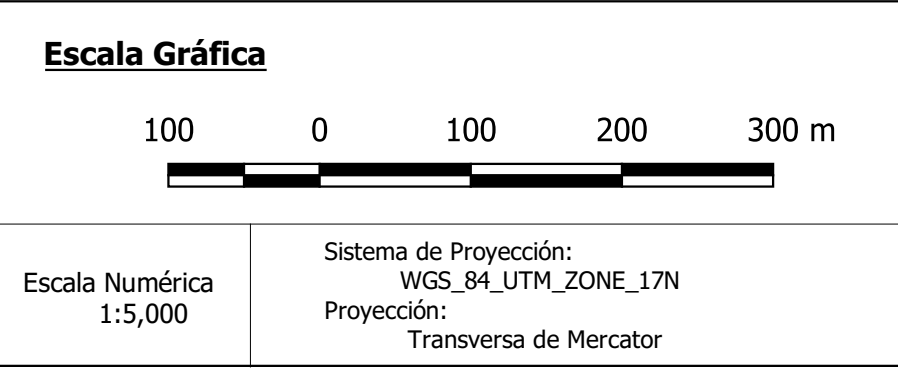 Escala Gráfica
100 0 100 200 300 m
Escala Numérica
1:5,000
Sistema de Proyección:
WGS_84_UTM_ZONE_17N
Proyección:
Transversa de Mercator